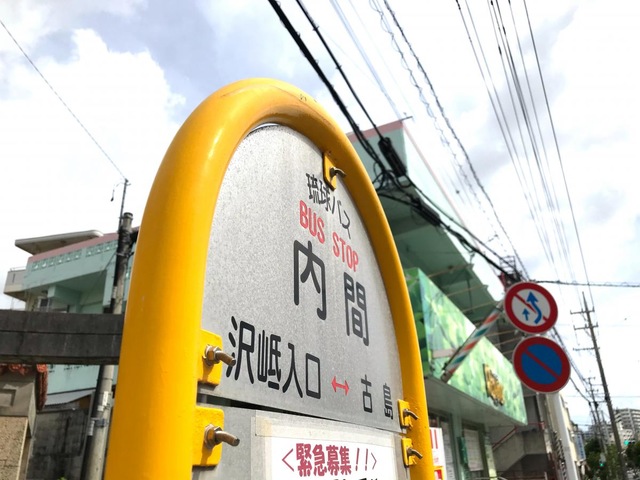 琉球バス
BUS STOP
内間
沢岻入口 ↔ 古島
<緊急募集!!>